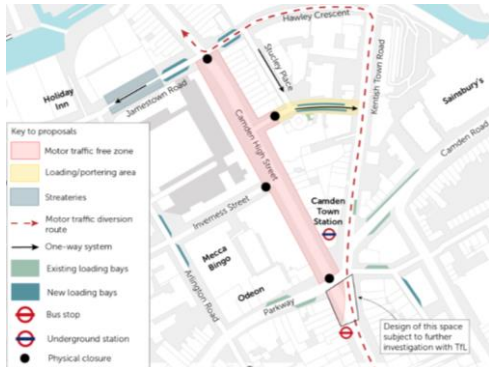 Hawley Crescent
Stucley Place
Kentish Town Road
Holiday
Inn
Jamestown Road
Sainsbury's
Camden High Street
Camden Road
Key to proposals
Motor traffic free zone
Loading/portering area
Streateries
Motor traffic diversion
route
One-way system
Existing loading bays
New loading bays
Bus stop
Underground station
Physical closure
Inverness Street
Camden
Town
Station
Mecca
Bingo
Arlington Road
Odeon
Parkway
Design of this space
subject to further
investigation with TfL